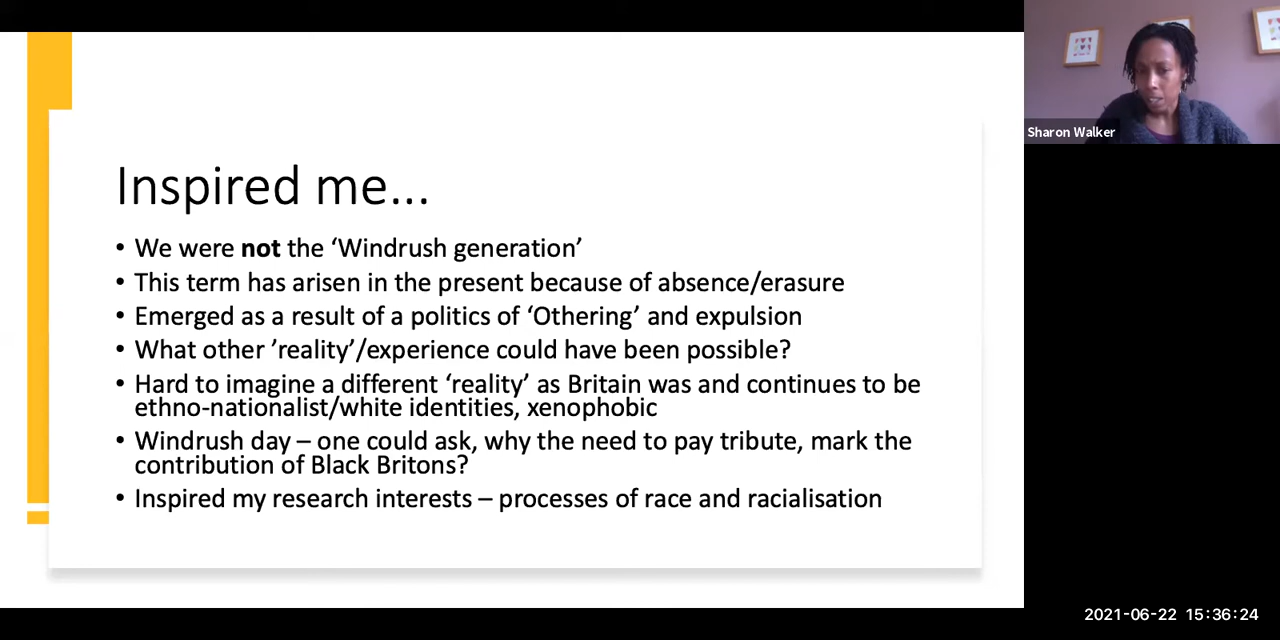 Inspired me...
• We were not the ‘Windrush generation’
• This term has arisen in the present because of absence/erasure
• Emerged as a result of a politics of ‘Othering’ and expulsion
• What other ’reality’/experience could have been possible?
• Hard to imagine a different ‘reality’ as Britain was and continues to be
ethno-nationalist/white identities, xenophobic
• Windrush day – one could ask, why the need to pay tribute, mark the
contribution of Black Britons?
• Inspired my research interests – processes of race and racialisation
Sharon Walker
2021-06-22 15:36:24